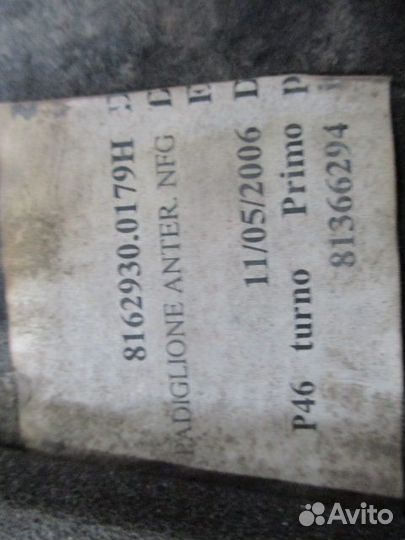 8162930.0179H
PADIGLIONE ANTER. NFG
11/05/2006
P46 turno Primo
81366294
Avito